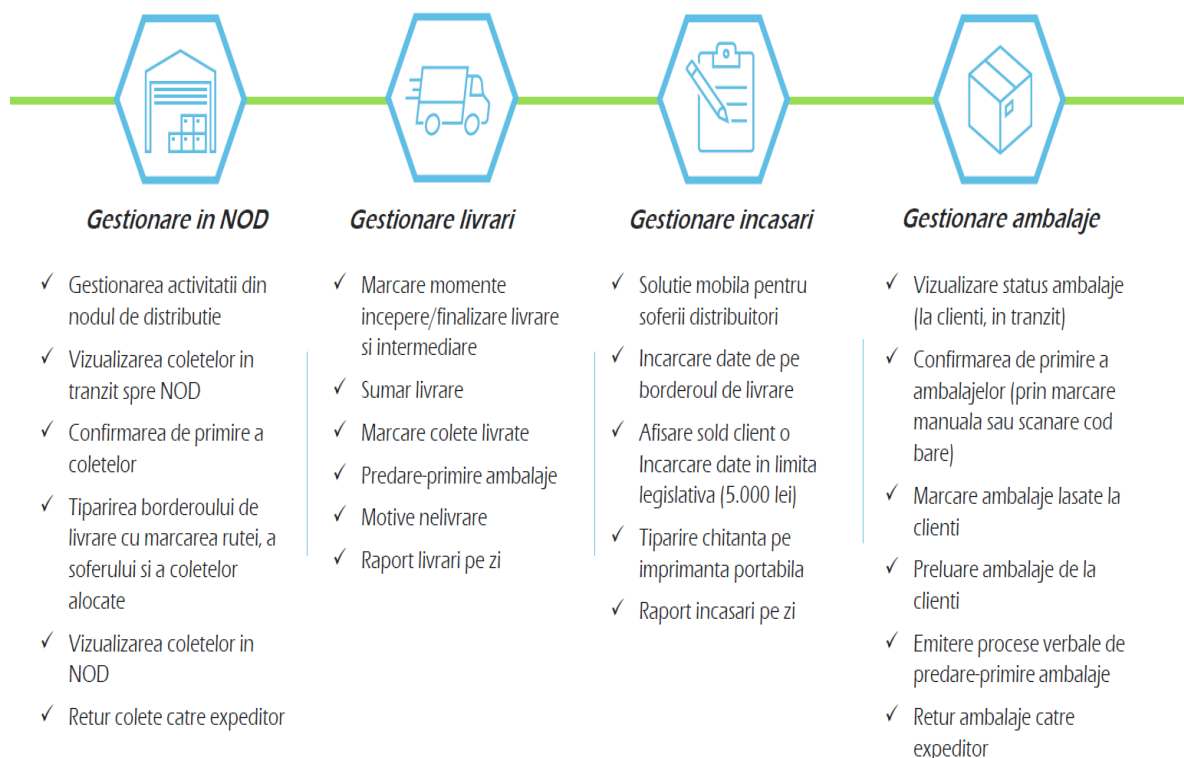 Gestionare in NOD
✓ Gestionarea activitatii din
nodul de distributie
✓ Vizualizarea coletelor in
tranzit spre NOD
✓ Confirmarea de primire a
coletelor
✓ Tiparirea borderoului de
livrare cu marcarea rutei, a
soferului si a coletelor
alocate
✓ Vizualizarea coletelor in
NOD
✓ Retur colete catre expeditor
Gestionare livrari
✓ Marcare momente
incepere/finalizare livrare
si intermediare
✓ Sumar livrare
✓ Marcare colete livrate
✓ Predare-primire ambalaje
✓ Motive nelivrare
✓ Raport livrari pe zi
Gestionare incasari
✓ Solutie mobila pentru
soferii distribuitori
✓ Incarcare date de pe
borderoul de livrare
✓ Afisare sold client o
Incarcare date in limita
legislativa (5.000 lei)
✓ Tiparire chitanta pe
imprimanta portabila
✓ Raport incasari pe zi
Gestionare ambalaje
✓ Vizualizare status ambalaje
(la clienti, in tranzit)
✓ Confirmarea de primire a
ambalajelor (prin marcare
manuala sau scanare cod
bare)
✓ Marcare ambalaje lasate la
clienti
✓ Preluare ambalaje de la
clienti
✓ Emitere procese verbale de
predare-primire ambalaje
✓ Retur ambalaje catre
expeditor